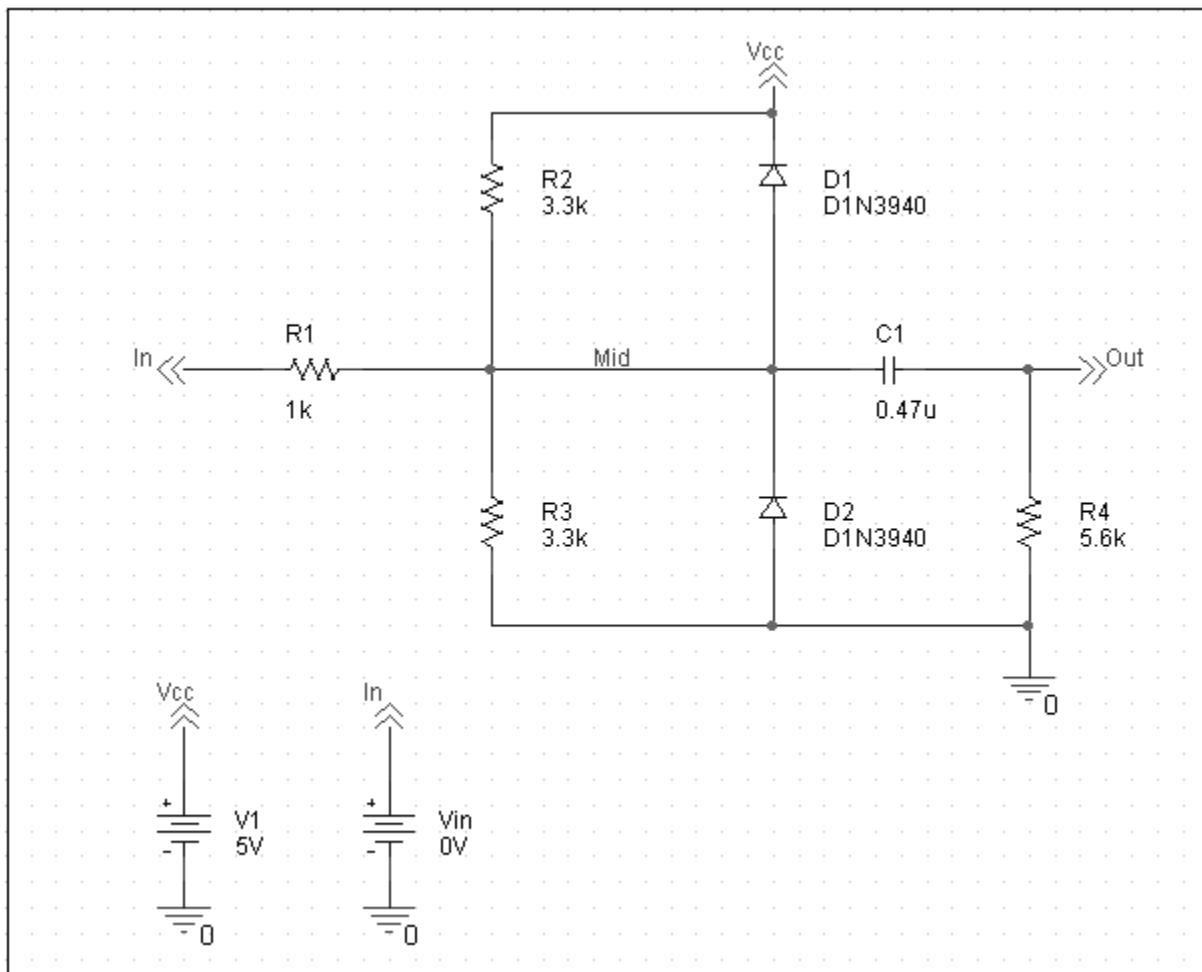 Vcc
R2
3.3k
D1
D1N3940
R1
1k
In
Mid
C1
0.47u
Out
R3
3.3k
D2
D1N3940
R4
5.6k
0
Vcc
In
+
-
V1
5V
0
+
-
Vin
0V
0